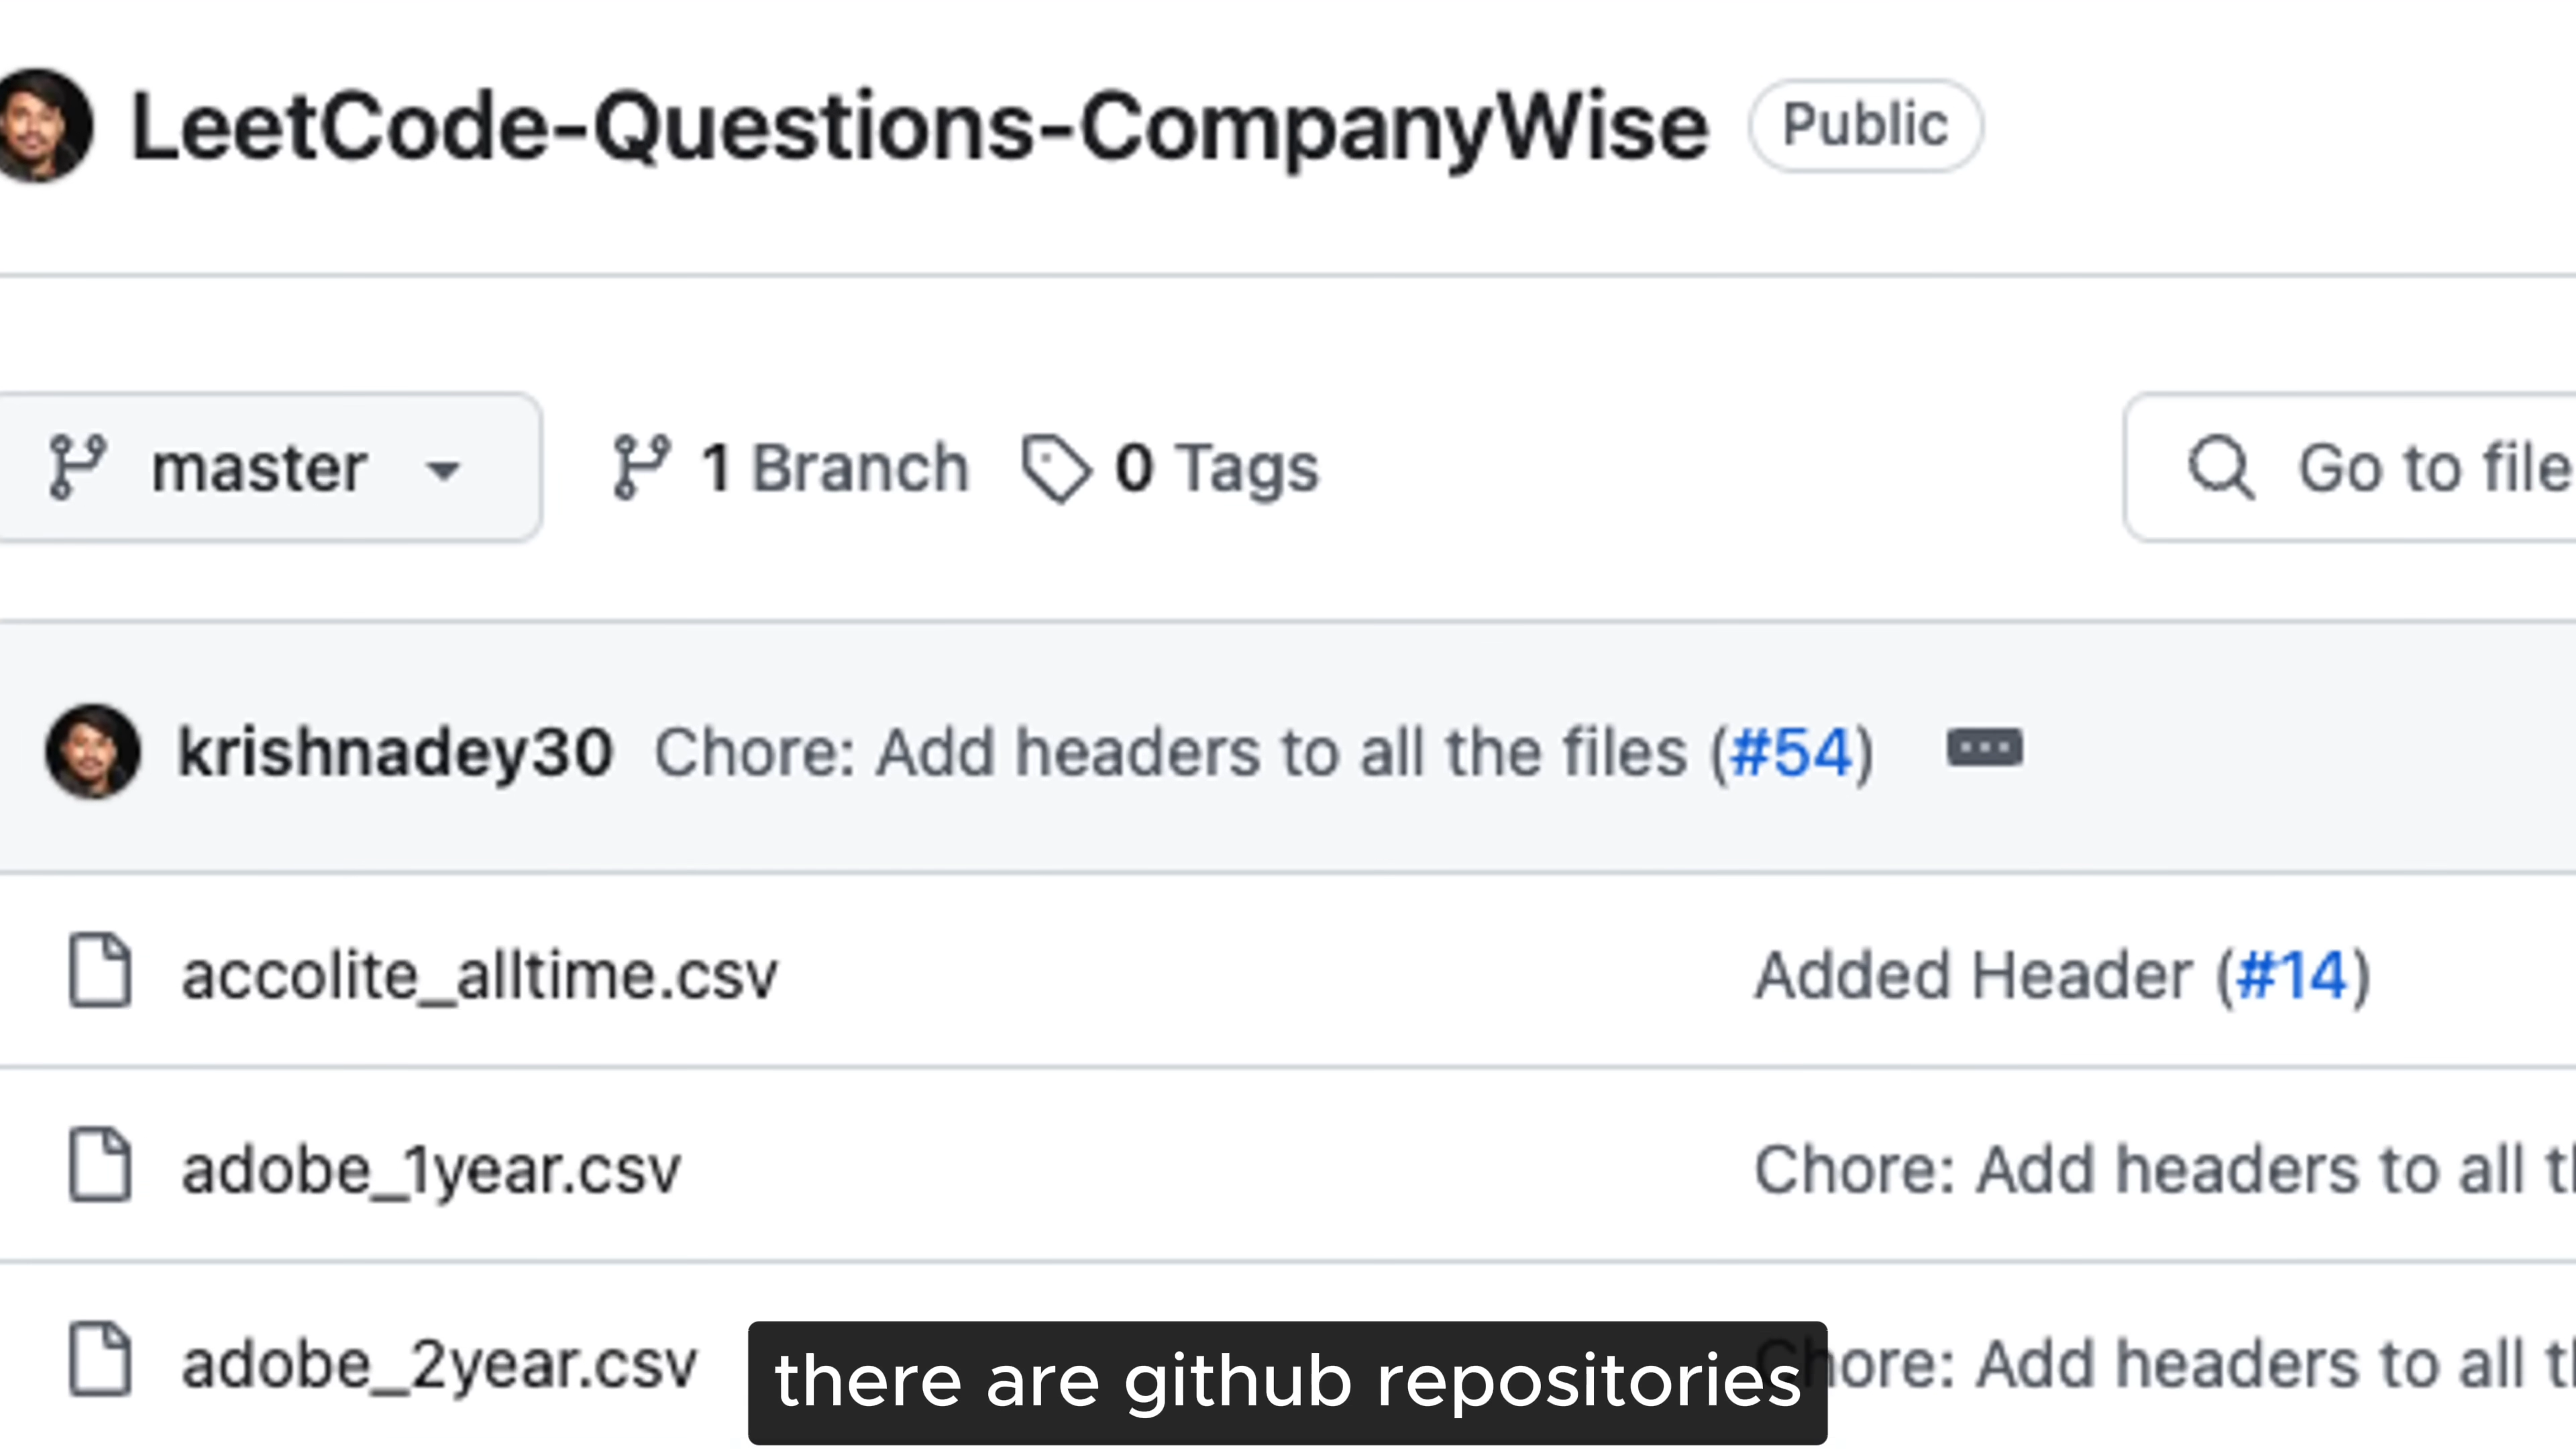 LeetCode-Questions-CompanyWise Public
master 1 Branch 0 Tags Go to file
krishnadey30 Chore: Add headers to all the files (#54)
accolite_alltime.csv Added Header (#14)
adobe_1year.csv Chore: Add headers to all
adobe_2year.csv Chore: Add headers to all
there are github repositories